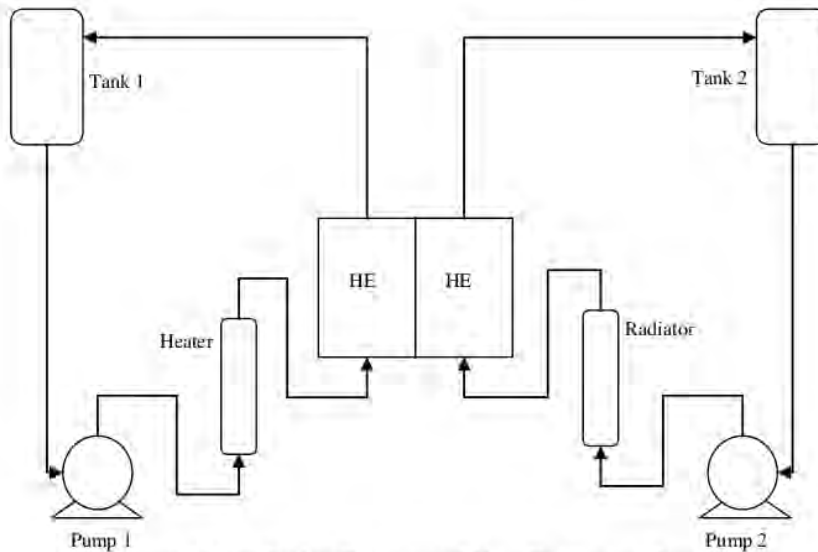 Tank 1
Tank 2
HE
HE
Heater
Radiator
Pump 1
Pump 2